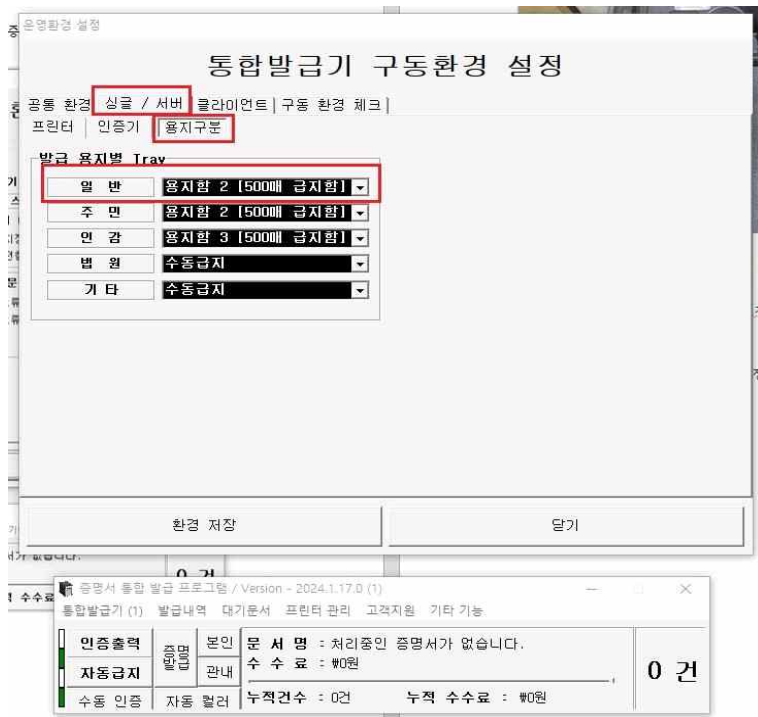 운영환경 설정
통합발급기 구동환경 설정
공통 환경 싱글 / 서버 클라이언트 구동 환경 체크
프린터 인증기 용지구분
발급 용지별 Tray
일 반 용지함 2 [500매 급지함]
주 민 용지함 2 [500매 급지함]
인 감 용지함 3 [500매 급지함]
법 원 수동급지
기 타 수동급지
환경 저장 닫기
0 건
증명서 통합 발급 프로그램 / Version - 2024.1.17.0 (1)
통합발급기 (1) 발급내역 대기문서 프린터 관리 고객지원 기타 기능
인증출력 증명발급 본인 문 서 명 : 처리중인 증명서가 없습니다.
자동급지 관내 수 수 료 : ₩0원
0 건
수동 인증 자동 컬러 누적건수 : 0건 누적 수수료 : ₩0원